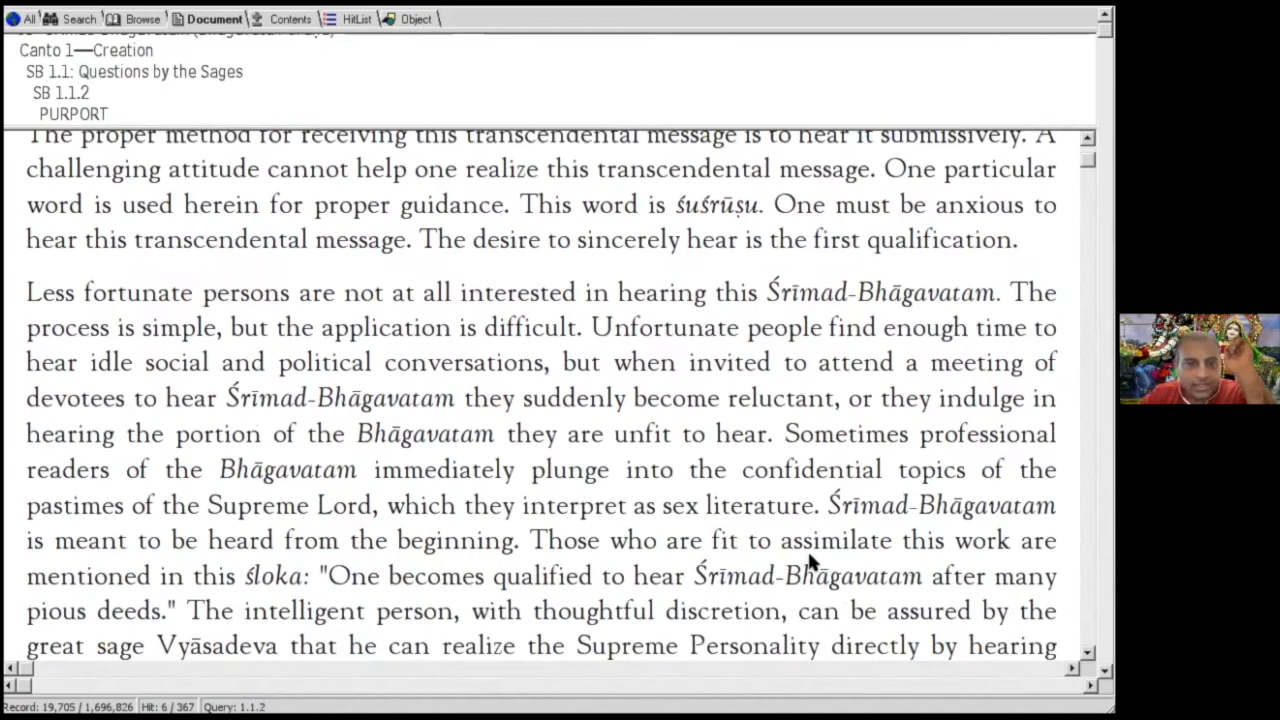 All Search Browse Document Contents HitList Object
Canto 1—Creation
SB 1.1: Questions by the Sages
SB 1.1.2
PURPORT
The proper method for receiving this transcendental message is to hear it submissively. A
challenging attitude cannot help one realize this transcendental message. One particular
word is used herein for proper guidance. This word is śuśrūṣu. One must be anxious to
hear this transcendental message. The desire to sincerely hear is the first qualification.
Less fortunate persons are not at all interested in hearing this Śrīmad-Bhāgavatam. The
process is simple, but the application is difficult. Unfortunate people find enough time to
hear idle social and political conversations, but when invited to attend a meeting of
devotees to hear Śrīmad-Bhāgavatam they suddenly become reluctant, or they indulge in
hearing the portion of the Bhāgavatam they are unfit to hear. Sometimes professional
readers of the Bhāgavatam immediately plunge into the confidential topics of the
pastimes of the Supreme Lord, which they interpret as sex literature. Śrīmad-Bhāgavatam
is meant to be heard from the beginning. Those who are fit to assimilate this work are
mentioned in this śloka: "One becomes qualified to hear Śrīmad-Bhāgavatam after many
pious deeds." The intelligent person, with thoughtful discretion, can be assured by the
great sage Vyāsadeva that he can realize the Supreme Personality directly by hearing
Record: 19,705 / 1,696,826 Hit: 6 / 367 Query: 1.1.2